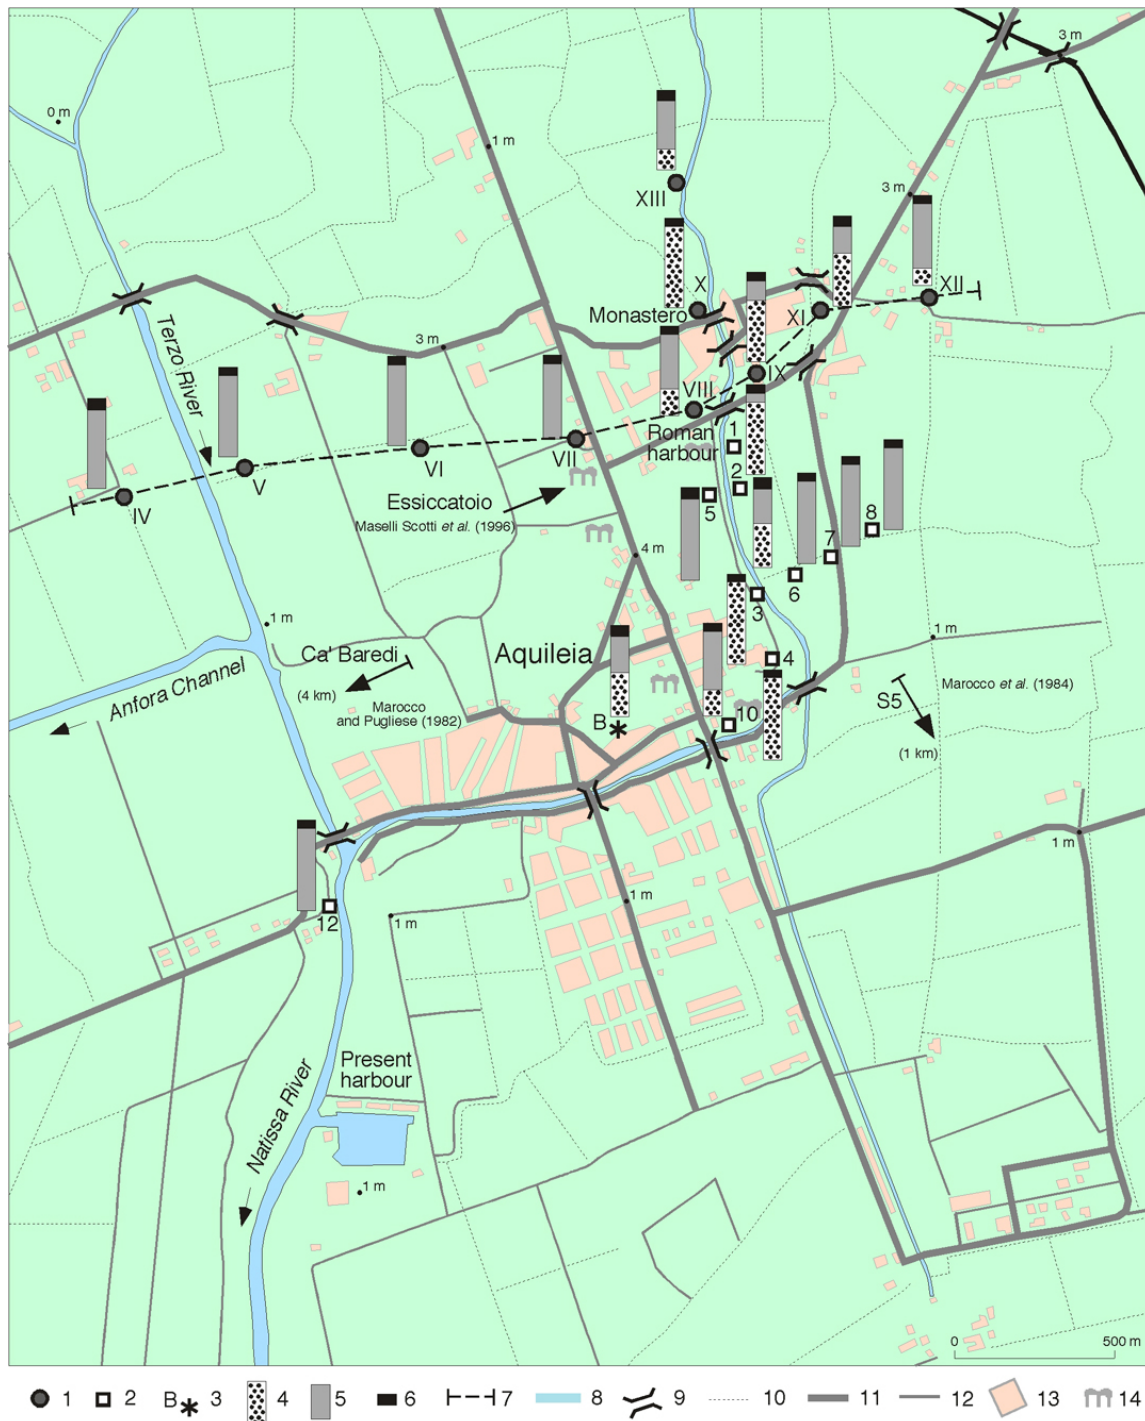 3 m
0 m
1 m
XIII
3 m
X
XII
Monastero
XI
3 m
Terzo River
IX
VIII
Roman
harbour
1
VII
VI
V
IV
2
5
Essiccatoio
Maselli Scotti et al. (1996)
8
7
4 m
6
3
1 m
1 m
Ca' Baredi
Aquileia
4
(4 km)
Marocco
and Pugliese (1982)
Anfora Channel
S5
Marocco et al. (1984)
(1 km)
B
10
1 m
1 m
12
1 m
Present
harbour
Natissa River
1 m
0 500 m
1 2 B 3 4 5 6 7 8 9 10 11 12 13 14